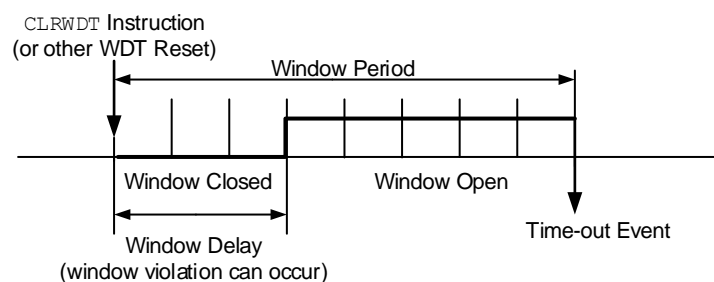 CLRWDT Instruction
(or other WDT Reset)
Window Period
Window Closed
Window Open
Window Delay
(window violation can occur)
Time-out Event